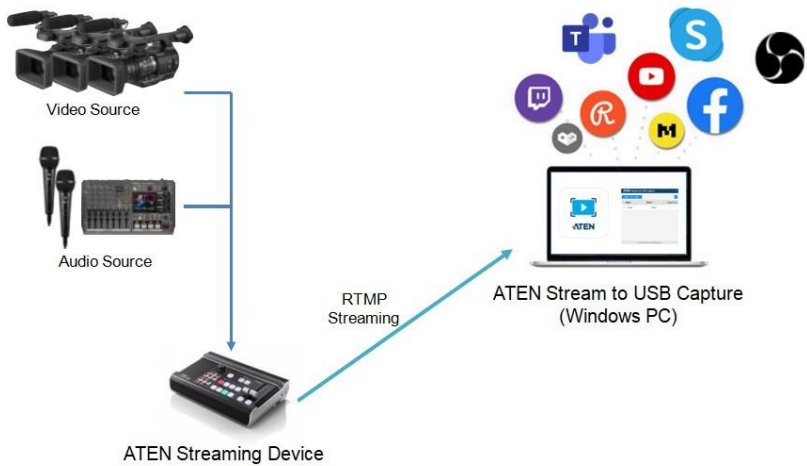 Video Source
Audio Source
RTMP
Streaming
ATEN
ATEN Stream to USB Capture
(Windows PC)
ATEN Streaming Device